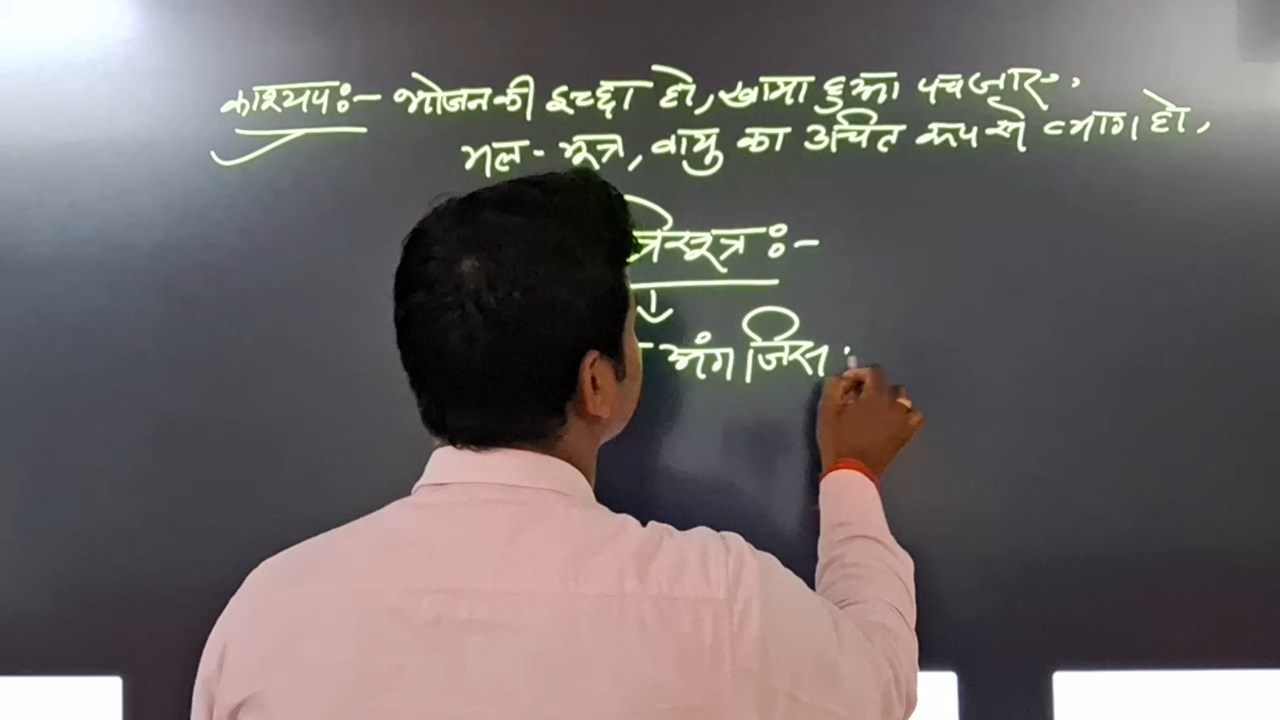 काश्यपः- भोजन की इच्छा हो, खाया हुआ पच जाए,
मल-मूत्र, वायु का उचित रूप से त्याग हो,
त्रिसूत्रः-
अंग जिस